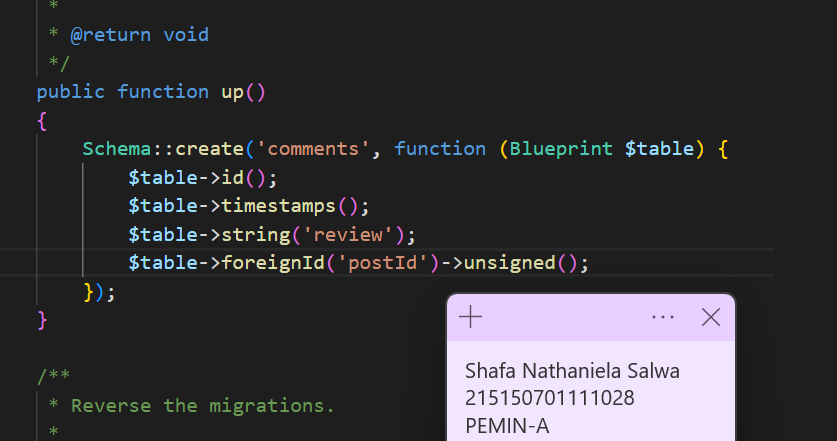 *
* @return void
*/
public function up()
{
Schema::create('comments', function (Blueprint $table) {
$table->id();
$table->timestamps();
$table->string('review');
$table->foreignId('postId')->unsigned();
});
}
/**
* Reverse the migrations.
*
Shafa Nathaniela Salwa
215150701111028
PEMIN-A